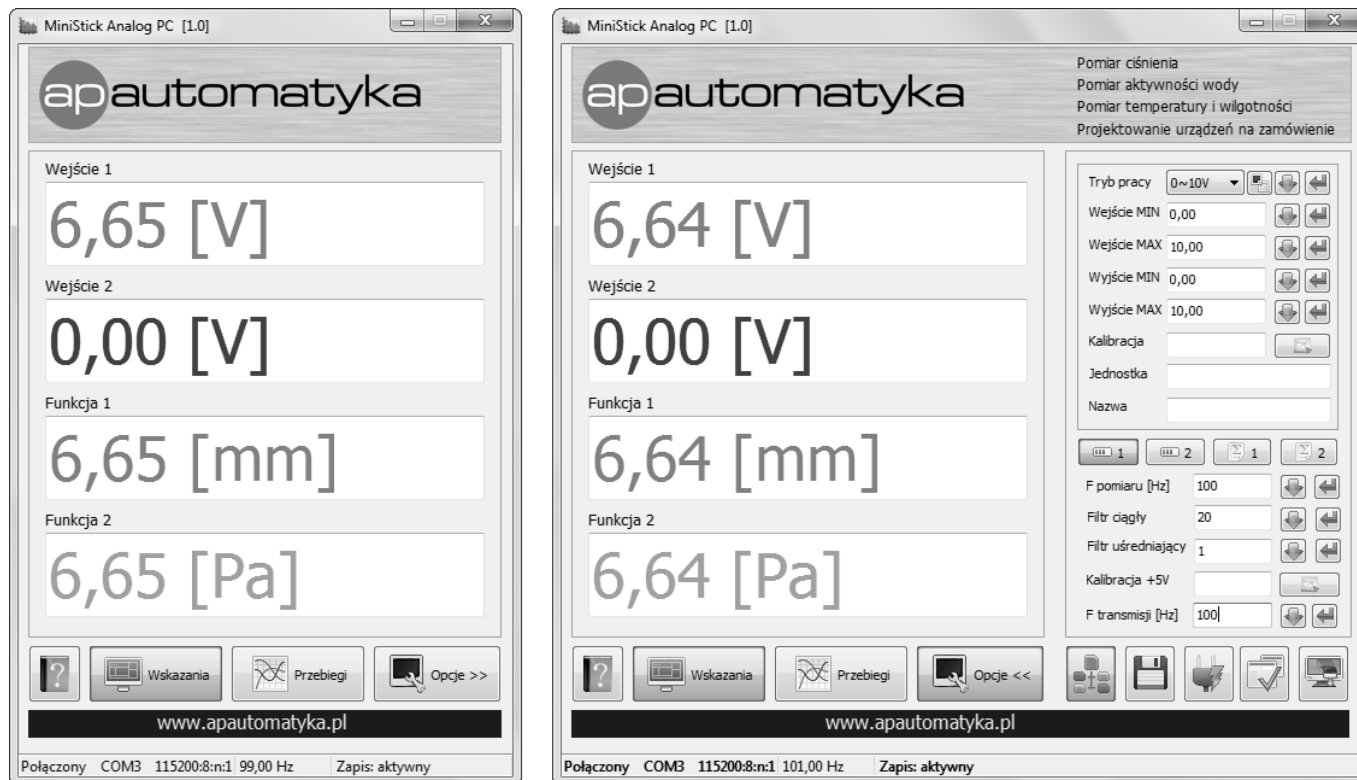 MiniStick Analog PC [1.0]
apautomatyka
Wejście 1
6,65 [V]
Wejście 2
0,00 [V]
Funkcja 1
6,65 [mm]
Funkcja 2
6,65 [Pa]
?
Wskazania
Przebiegi
Opcje >>
www.apautomatyka.pl
Połączony COM3 115200:8:n:1 99,00 Hz Zapis: aktywny
MiniStick Analog PC [1.0]
apautomatyka
Pomiar ciśnienia
Pomiar aktywności wody
Pomiar temperatury i wilgotności
Projektowanie urządzeń na zamówienie
Wejście 1
6,64 [V]
Wejście 2
0,00 [V]
Funkcja 1
6,64 [mm]
Funkcja 2
6,64 [Pa]
Tryb pracy 0~10V
Wejście MIN 0,00
Wejście MAX 10,00
Wyjście MIN 0,00
Wyjście MAX 10,00
Kalibracja
Jednostka
Nazwa
1 2 Σ 1 Σ 2
F pomiaru [Hz] 100
Filtr ciągły 20
Filtr uśredniający 1
Kalibracja +5V
F transmisji [Hz] 100
?
Wskazania
Przebiegi
Opcje <<
www.apautomatyka.pl
Połączony COM3 115200:8:n:1 101,00 Hz Zapis: aktywny